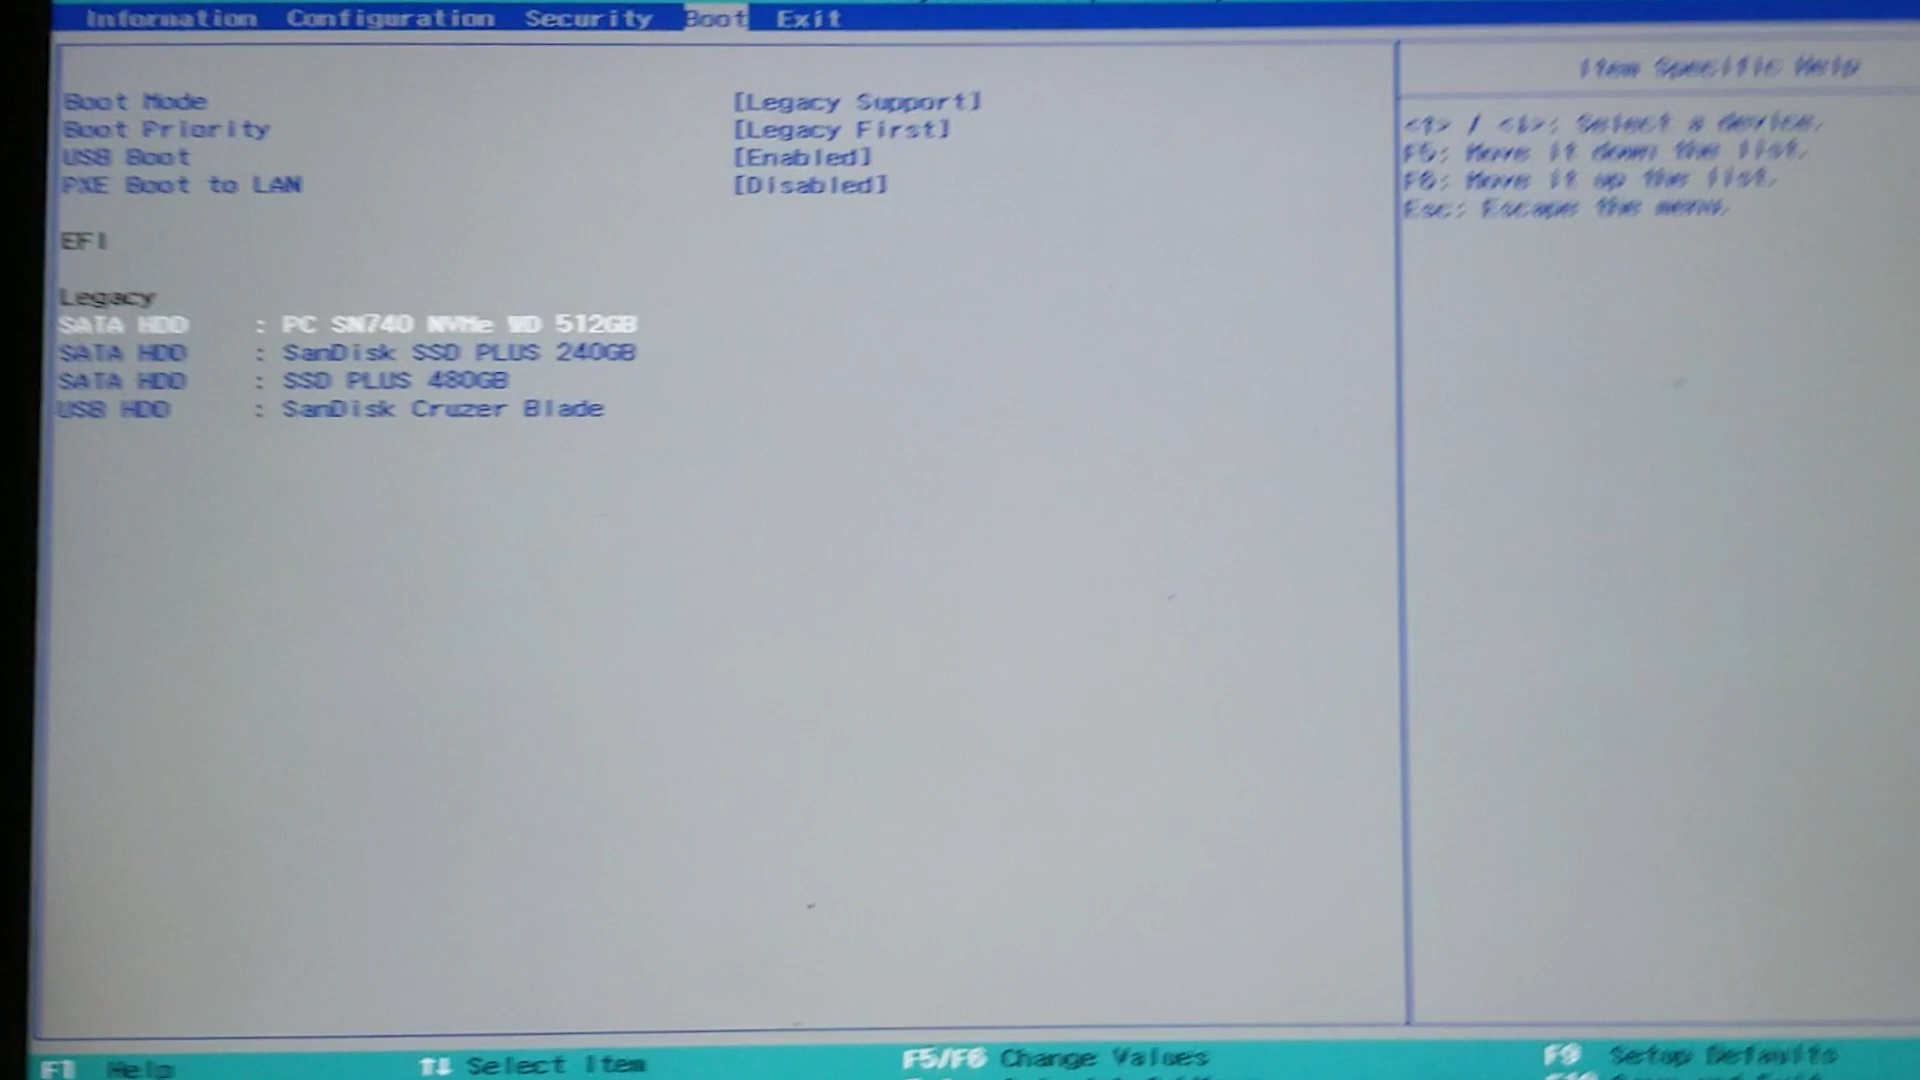 Information Configuration Security Boot Exit
Item Specific Help
Boot Mode [Legacy Support]
Boot Priority [Legacy First]
USB Boot [Enabled]
PXE Boot to LAN [Disabled]
<↑> / <↓>: Select a device.
F5: Move it down the list.
F6: Move it up the list.
Esc: Escape the menu.
EFI
Legacy
SATA HDD : PC SN740 NVMe WD 512GB
SATA HDD : SanDisk SSD PLUS 240GB
SATA HDD : SSD PLUS 480GB
USB HDD : SanDisk Cruzer Blade
F1 Help ↑↓ Select Item F5/F6 Change Values F9 Setup Defaults